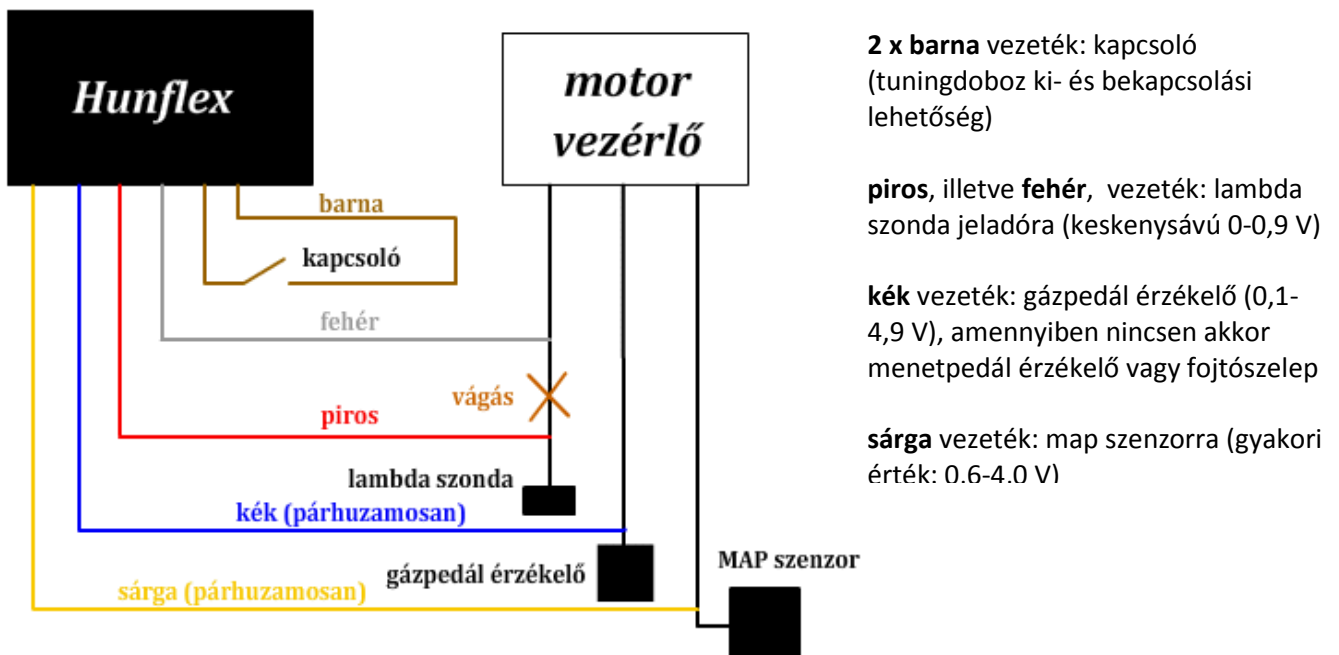 Hunflex
motor
vezérlő
barna
kapcsoló
fehér
vágás
piros
lambda szonda
kék (párhuzamosan)
gázpedál érzékelő
MAP szenzor
sárga (párhuzamosan)
2 x barna vezeték: kapcsoló
(tuningdoboz ki- és bekapcsolási
lehetőség)
piros, illetve fehér, vezeték: lambda
szonda jeladóra (keskenysávú 0-0,9 V)
kék vezeték: gázpedál érzékelő (0,1-
4,9 V), amennyiben nincsen akkor
menetpedál érzékelő vagy fojtószelep
sárga vezeték: map szenzorra (gyakori
érték: 0,6-4,0 V)